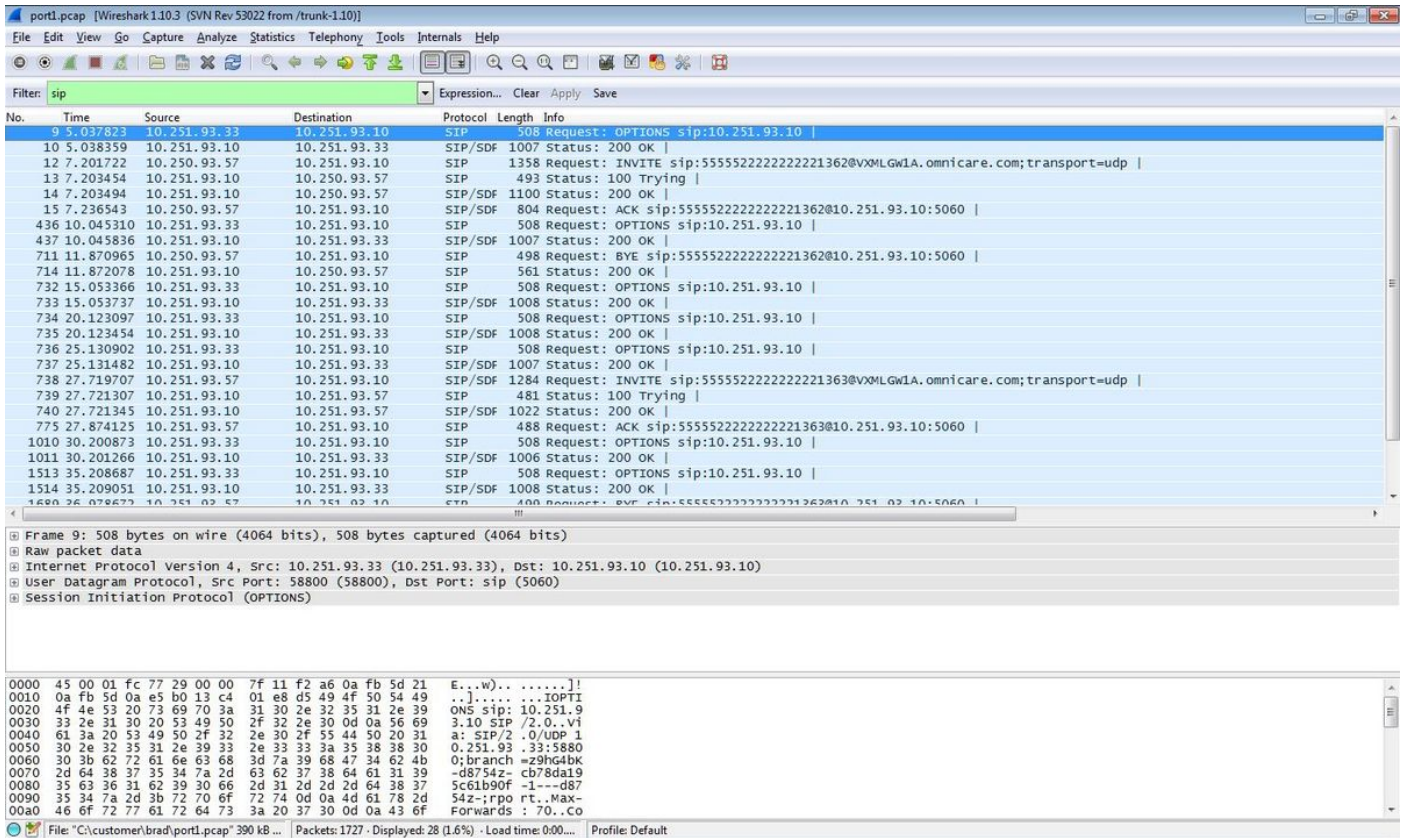 port1.pcap [Wireshark 1.10.3 (SVN Rev 53022 from /trunk-1.10)]
File Edit View Go Capture Analyze Statistics Telephony Tools Internals Help
Filter: sip Expression... Clear Apply Save
No. Time Source Destination Protocol Length Info
9 5.037823 10.251.93.33 10.251.93.10 SIP 508 Request: OPTIONS sip:10.251.93.10 |
10 5.038359 10.251.93.10 10.251.93.33 SIP/SDP 1007 Status: 200 OK |
12 7.201722 10.250.93.57 10.251.93.10 SIP 1358 Request: INVITE sip:5555522222222221362@VXMLGW1A.omnicare.com;transport=udp |
13 7.203454 10.251.93.10 10.250.93.57 SIP 493 Status: 100 Trying |
14 7.203494 10.251.93.10 10.250.93.57 SIP/SDP 1100 Status: 200 OK |
15 7.236543 10.250.93.57 10.251.93.10 SIP/SDP 804 Request: ACK sip:5555522222222221362@10.251.93.10:5060 |
436 10.045310 10.251.93.33 10.251.93.10 SIP 508 Request: OPTIONS sip:10.251.93.10 |
437 10.045836 10.251.93.10 10.251.93.33 SIP/SDP 1007 Status: 200 OK |
711 11.870965 10.250.93.57 10.251.93.10 SIP 498 Request: BYE sip:5555522222222221362@10.251.93.10:5060 |
714 11.872078 10.251.93.10 10.250.93.57 SIP 561 Status: 200 OK |
732 15.053366 10.251.93.33 10.251.93.10 SIP 508 Request: OPTIONS sip:10.251.93.10 |
733 15.053737 10.251.93.10 10.251.93.33 SIP/SDP 1008 Status: 200 OK |
734 20.123097 10.251.93.33 10.251.93.10 SIP 508 Request: OPTIONS sip:10.251.93.10 |
735 20.123454 10.251.93.10 10.251.93.33 SIP/SDP 1008 Status: 200 OK |
736 25.130902 10.251.93.33 10.251.93.10 SIP 508 Request: OPTIONS sip:10.251.93.10 |
737 25.131482 10.251.93.10 10.251.93.33 SIP/SDP 1007 Status: 200 OK |
738 27.719707 10.251.93.57 10.251.93.10 SIP/SDP 1284 Request: INVITE sip:5555522222222221363@VXMLGW1A.omnicare.com;transport=udp |
739 27.721307 10.251.93.10 10.251.93.57 SIP 481 Status: 100 Trying |
740 27.721345 10.251.93.10 10.251.93.57 SIP/SDP 1022 Status: 200 OK |
775 27.874125 10.251.93.57 10.251.93.10 SIP 488 Request: ACK sip:5555522222222221363@10.251.93.10:5060 |
1010 30.200873 10.251.93.33 10.251.93.10 SIP 508 Request: OPTIONS sip:10.251.93.10 |
1011 30.201266 10.251.93.10 10.251.93.33 SIP/SDP 1006 Status: 200 OK |
1513 35.208687 10.251.93.33 10.251.93.10 SIP 508 Request: OPTIONS sip:10.251.93.10 |
1514 35.209051 10.251.93.10 10.251.93.33 SIP/SDP 1008 Status: 200 OK |
1689 36.978672 10.251.93.57 10.251.93.10 SIP 499 Request: BYE sip:5555522222222221363@10.251.93.10:5060 |
Frame 9: 508 bytes on wire (4064 bits), 508 bytes captured (4064 bits)
Raw packet data
Internet Protocol Version 4, Src: 10.251.93.33 (10.251.93.33), Dst: 10.251.93.10 (10.251.93.10)
User Datagram Protocol, Src Port: 58800 (58800), Dst Port: sip (5060)
Session Initiation Protocol (OPTIONS)
0000 45 00 01 fc 77 29 00 00 7f 11 f2 a6 0a fb 5d 21 E...w).. ......]!
0010 0a fb 5d 0a e5 b0 13 c4 01 e8 d5 49 4f 50 54 49 ..]..... ...IOPTI
0020 4f 4e 53 20 73 69 70 3a 31 30 2e 32 35 31 2e 39 ONS sip: 10.251.9
0030 33 2e 31 30 20 53 49 50 2f 32 2e 30 0d 0a 56 69 3.10 SIP /2.0..Vi
0040 61 3a 20 53 49 50 2f 32 2e 30 2f 55 44 50 20 31 a: SIP/2 .0/UDP 1
0050 30 2e 32 35 31 2e 39 33 2e 33 33 3a 35 38 38 30 0.251.93 .33:5880
0060 30 3b 62 72 61 6e 63 68 3d 7a 39 68 47 34 62 4b 0;branch =z9hG4bK
0070 2d 64 38 37 35 34 7a 2d 63 62 37 38 64 61 31 39 -d8754z- cb78da19
0080 35 63 36 31 62 39 30 66 2d 31 2d 2d 2d 64 38 37 5c61b90f -1---d87
0090 35 34 7a 2d 3b 72 70 6f 72 74 0d 0a 4d 61 78 2d 54z-;rpo rt..Max-
00a0 46 6f 72 77 61 72 64 73 3a 20 37 30 0d 0a 43 6f Forwards : 70..Co
File: "C:\customer\brad\port1.pcap" 390 kB ... Packets: 1727 · Displayed: 28 (1.6%) · Load time: 0:00.... Profile: Default